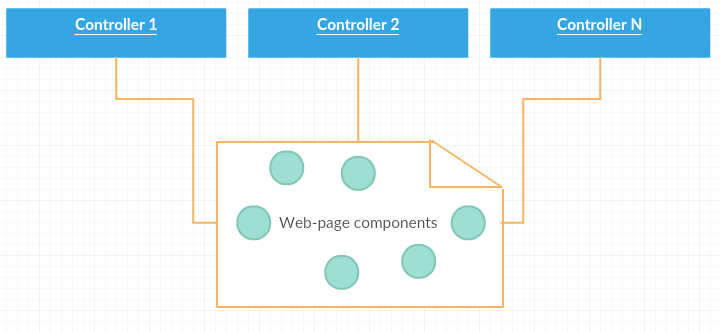 Controller 1
Controller 2
Controller N
Web-page components